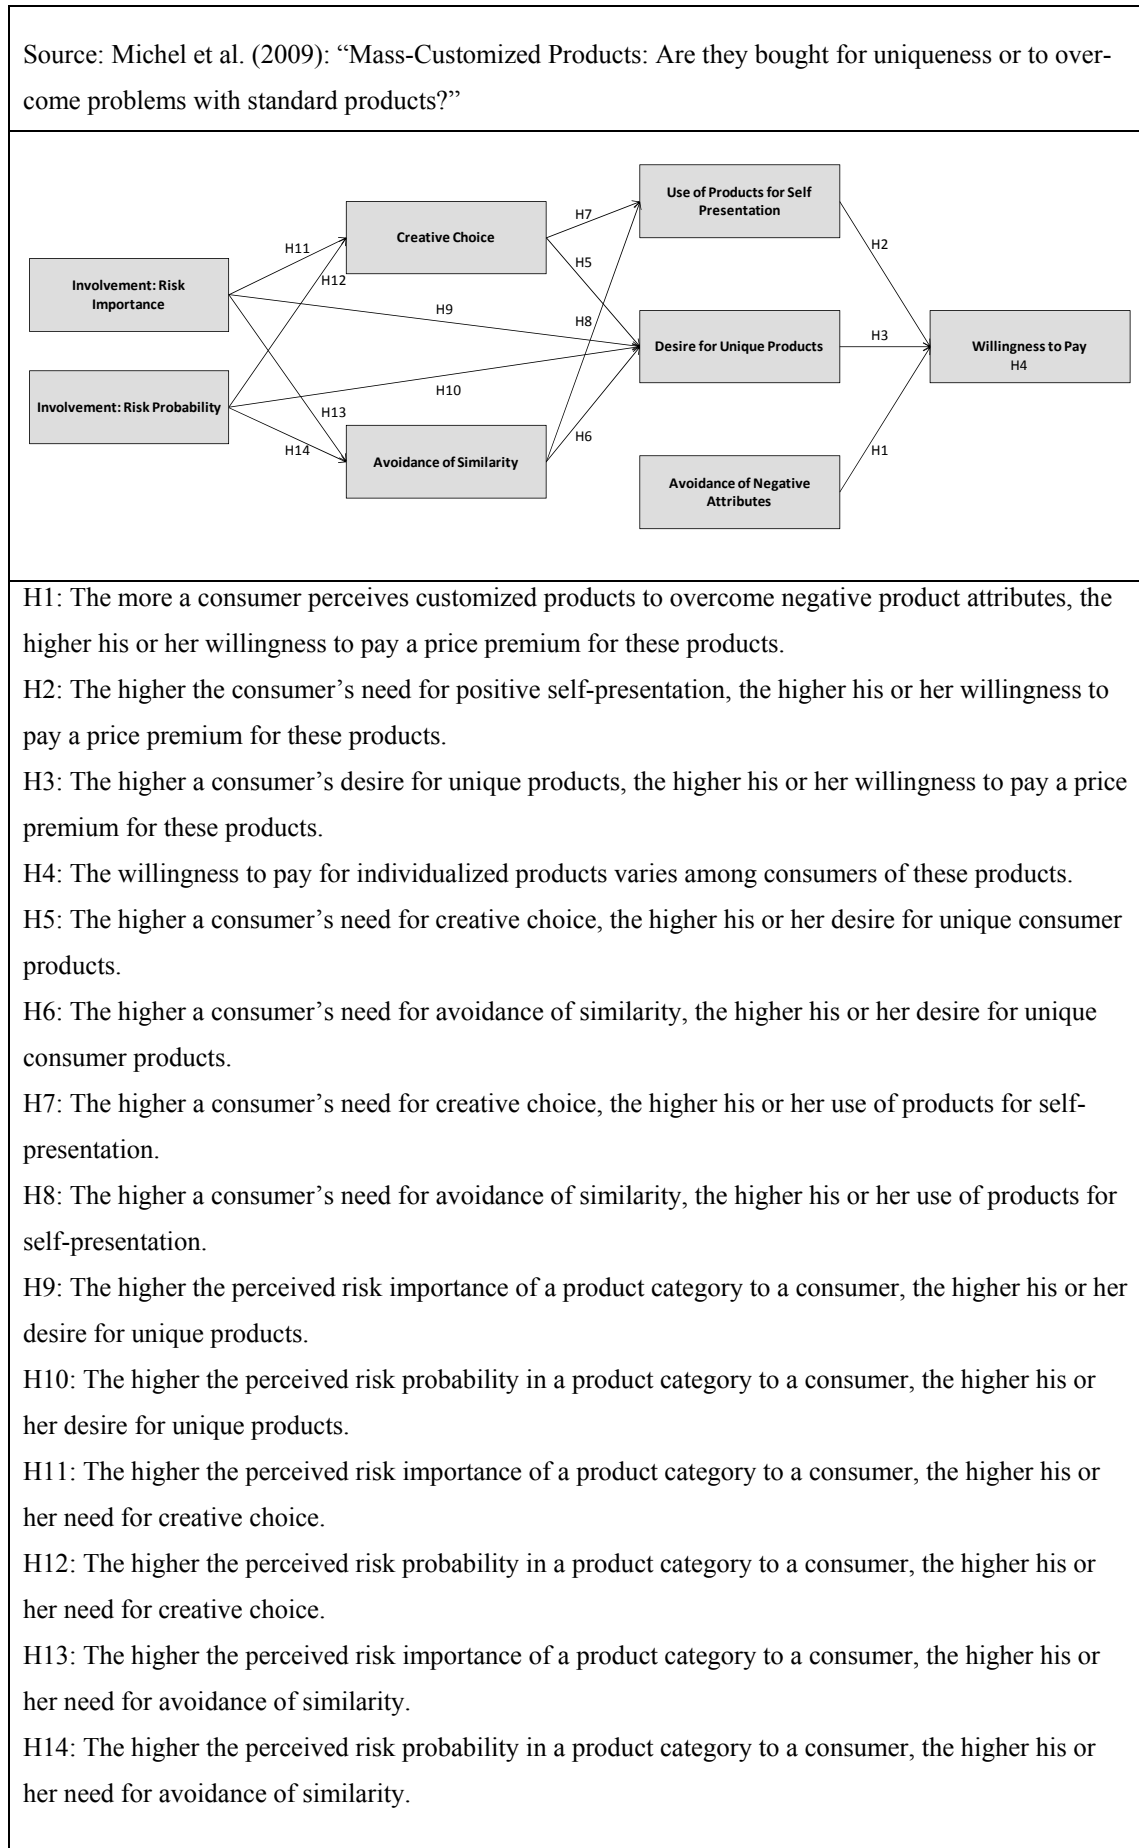 Source: Michel et al. (2009): “Mass-Customized Products: Are they bought for uniqueness or to over-
come problems with standard products?”
Use of Products for Self
Presentation
H7
Creative Choice
H2
H11
H5
H12
Involvement: Risk
Importance
H9
H8
Desire for Unique Products
H3
Willingness to Pay
H4
H10
Involvement: Risk Probability
H13
H6
H14
Avoidance of Similarity
H1
Avoidance of Negative
Attributes
H1: The more a consumer perceives customized products to overcome negative product attributes, the
higher his or her willingness to pay a price premium for these products.
H2: The higher the consumer’s need for positive self-presentation, the higher his or her willingness to
pay a price premium for these products.
H3: The higher a consumer’s desire for unique products, the higher his or her willingness to pay a price
premium for these products.
H4: The willingness to pay for individualized products varies among consumers of these products.
H5: The higher a consumer’s need for creative choice, the higher his or her desire for unique consumer
products.
H6: The higher a consumer’s need for avoidance of similarity, the higher his or her desire for unique
consumer products.
H7: The higher a consumer’s need for creative choice, the higher his or her use of products for self-
presentation.
H8: The higher a consumer’s need for avoidance of similarity, the higher his or her use of products for
self-presentation.
H9: The higher the perceived risk importance of a product category to a consumer, the higher his or her
desire for unique products.
H10: The higher the perceived risk probability in a product category to a consumer, the higher his or
her desire for unique products.
H11: The higher the perceived risk importance of a product category to a consumer, the higher his or
her need for creative choice.
H12: The higher the perceived risk probability in a product category to a consumer, the higher his or
her need for creative choice.
H13: The higher the perceived risk importance of a product category to a consumer, the higher his or
her need for avoidance of similarity.
H14: The higher the perceived risk probability in a product category to a consumer, the higher his or
her need for avoidance of similarity.